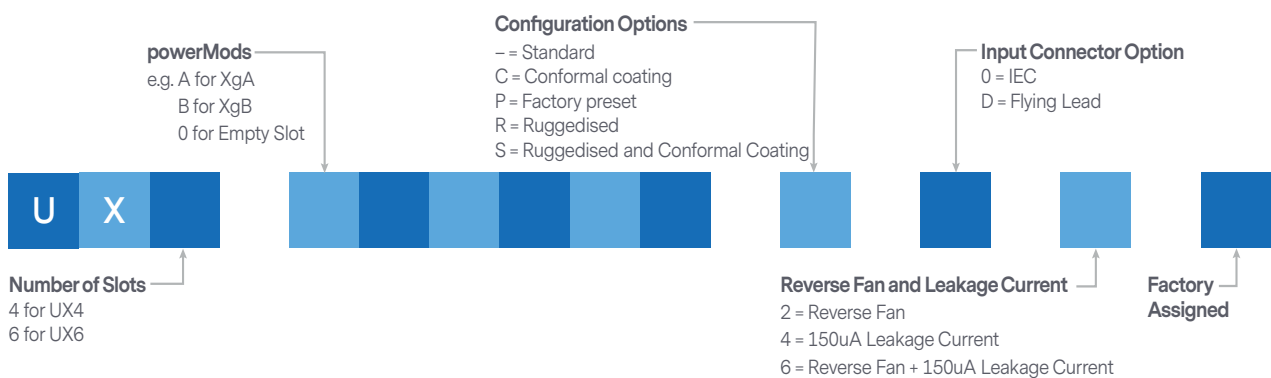 Configuration Options
– = Standard
C = Conformal coating
P = Factory preset
R = Ruggedised
S = Ruggedised and Conformal Coating
powerMods
e.g. A for XgA
B for XgB
0 for Empty Slot
Input Connector Option
0 = IEC
D = Flying Lead
U X
Number of Slots
4 for UX4
6 for UX6
Reverse Fan and Leakage Current
2 = Reverse Fan
4 = 150uA Leakage Current
6 = Reverse Fan + 150uA Leakage Current
Factory
Assigned